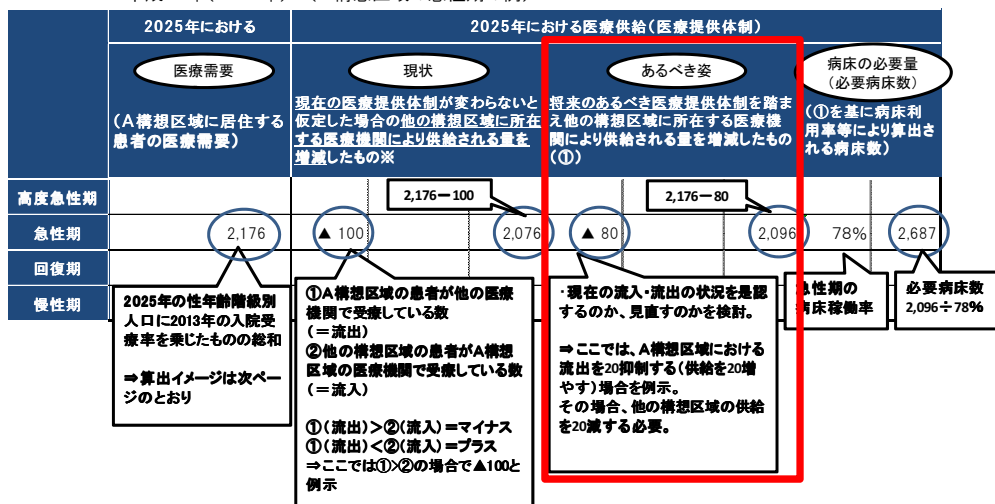 2025年における
2025年における医療供給（医療提供体制）
医療需要
（A構想区域に居住する
患者の医療需要）
現状
現在の医療提供体制が変わらないと
仮定した場合の他の構想区域に所在
する医療機関により供給される量を
増減したもの※
あるべき姿
将来のあるべき医療提供体制を踏ま
え他の構想区域に所在する医療機
関により供給される量を増減したもの
（①）
病床の必要量
（必要病床数）
（①を基に病床利
用率等により算出さ
れる病床数）
高度急性期
2,176－100
2,176－80
急性期
2,176
▲ 100
2,076
▲ 80
2,096
78%
2,687
回復期
慢性期
2025年の性年齢階級別
人口に2013年の入院受
療率を乗じたものの総和
⇒算出イメージは次ペー
ジのとおり
①A構想区域の患者が他の医療
機関で受療している数
（＝流出）
②他の構想区域の患者がA構想
区域の医療機関で受療している数
（＝流入）
①（流出）＞②（流入）＝マイナス
①（流出）＜②（流入）＝プラス
⇒ここでは①＞②の場合で▲100と
例示
・現在の流入・流出の状況を是認
するのか、見直すのかを検討。
⇒ここでは、A構想区域における
流出を20抑制する（供給を20増
やす）場合を例示。
その場合、他の構想区域の供給
を20減する必要。
急性期の
病床稼働率
必要病床数
2,096÷78%